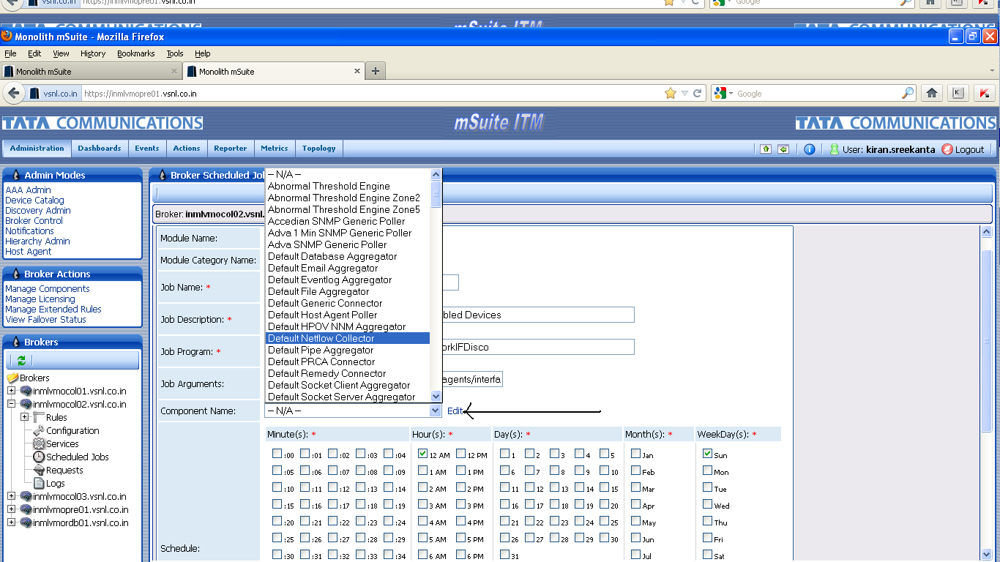 vsnl.co.in https://inmlvmopre01.vsnl.co.in Google
Monolith mSuite - Mozilla Firefox
File Edit View History Bookmarks Tools Help
Monolith mSuite Monolith mSuite
vsnl.co.in https://inmlvmopre01.vsnl.co.in Google
TATA COMMUNICATIONS mSuite ITM TATA COMMUNICATIONS
Administration Dashboards Events Actions Reporter Metrics Topology User: kiran.sreekanta Logout
Admin Modes
AAA Admin
Device Catalog
Discovery Admin
Broker Control
Notifications
Hierarchy Admin
Host Agent
Broker Actions
Manage Components
Manage Licensing
Manage Extended Rules
View Failover Status
Brokers
Brokers
inmlvmocol01.vsnl.co.in
inmlvmocol02.vsnl.co.in
Rules
Configuration
Services
Scheduled Jobs
Requests
Logs
inmlvmocol03.vsnl.co.in
inmlvmopre01.vsnl.co.in
inmlvmordb01.vsnl.co.in
Broker Scheduled Jo
Broker: inmlvmocol02.vsnl.
Module Name:
Module Category Name:
Job Name: *
Job Description: * bled Devices
Job Program: * orkIFDisco
Job Arguments: agents/interfa
-- N/A --
Abnormal Threshold Engine
Abnormal Threshold Engine Zone2
Abnormal Threshold Engine Zone5
Accedian SNMP Generic Poller
Adva 1 Min SNMP Generic Poller
Adva SNMP Generic Poller
Default Database Aggregator
Default Email Aggregator
Default Eventlog Aggregator
Default File Aggregator
Default Generic Connector
Default Host Agent Poller
Default HPOV NNM Aggregator
Default Netflow Collector
Default Pipe Aggregator
Default PRCA Connector
Default Remedy Connector
Default Socket Client Aggregator
Default Socket Server Aggregator
Component Name: -- N/A -- Edit
Schedule:
Minute(s): * Hour(s): * Day(s): * Month(s): * WeekDay(s): *
:00 :01 :02 :03 :04 12 AM 12 PM 1 2 3 4 5 Jan Sun
:05 :06 :07 :08 :09 1 AM 1 PM 6 7 8 9 10 Feb Mon
:10 :11 :12 :13 :14 2 AM 2 PM 11 12 13 14 15 Mar Tue
:15 :16 :17 :18 :19 3 AM 3 PM 16 17 18 19 20 Apr Wed
:20 :21 :22 :23 :24 4 AM 4 PM 21 22 23 24 25 May Thu
:25 :26 :27 :28 :29 5 AM 5 PM 26 27 28 29 30 Jun Fri
:30 :31 :32 :33 :34 6 AM 6 PM 31 Jul Sat